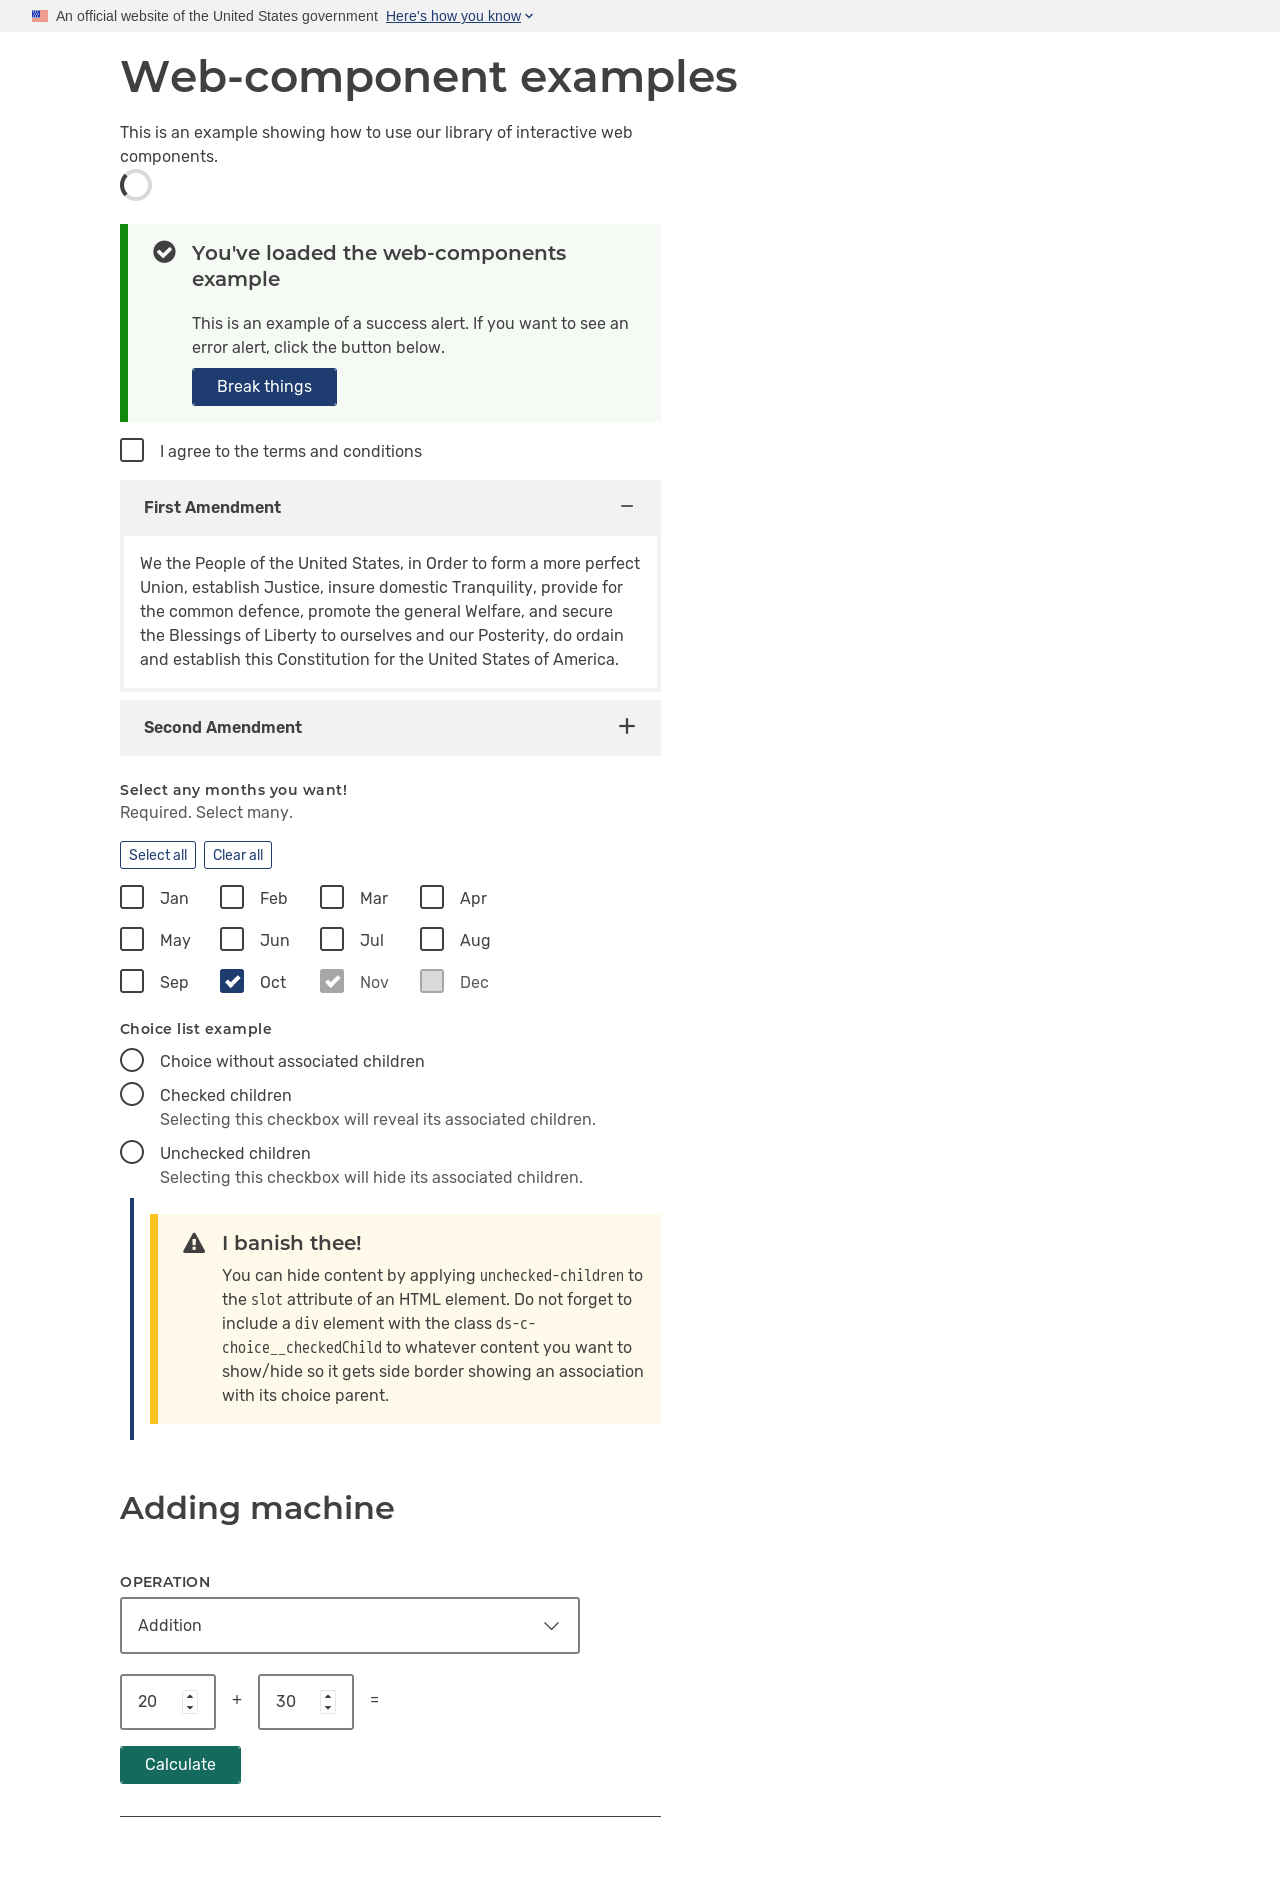 An official website of the United States government Here's how you know
Web-component examples
This is an example showing how to use our library of interactive web
components.
You've loaded the web-components
example
This is an example of a success alert. If you want to see an
error alert, click the button below.
Break things
I agree to the terms and conditions
First Amendment
We the People of the United States, in Order to form a more perfect
Union, establish Justice, insure domestic Tranquility, provide for
the common defence, promote the general Welfare, and secure
the Blessings of Liberty to ourselves and our Posterity, do ordain
and establish this Constitution for the United States of America.
Second Amendment
Select any months you want!
Required. Select many.
Select all Clear all
Jan Feb Mar Apr
May Jun Jul Aug
Sep Oct Nov Dec
Choice list example
Choice without associated children
Checked children
Selecting this checkbox will reveal its associated children.
Unchecked children
Selecting this checkbox will hide its associated children.
I banish thee!
You can hide content by applying unchecked-children to
the slot attribute of an HTML element. Do not forget to
include a div element with the class ds-c-
choice__checkedChild to whatever content you want to
show/hide so it gets side border showing an association
with its choice parent.
Adding machine
OPERATION
Addition
20 + 30 =
Calculate